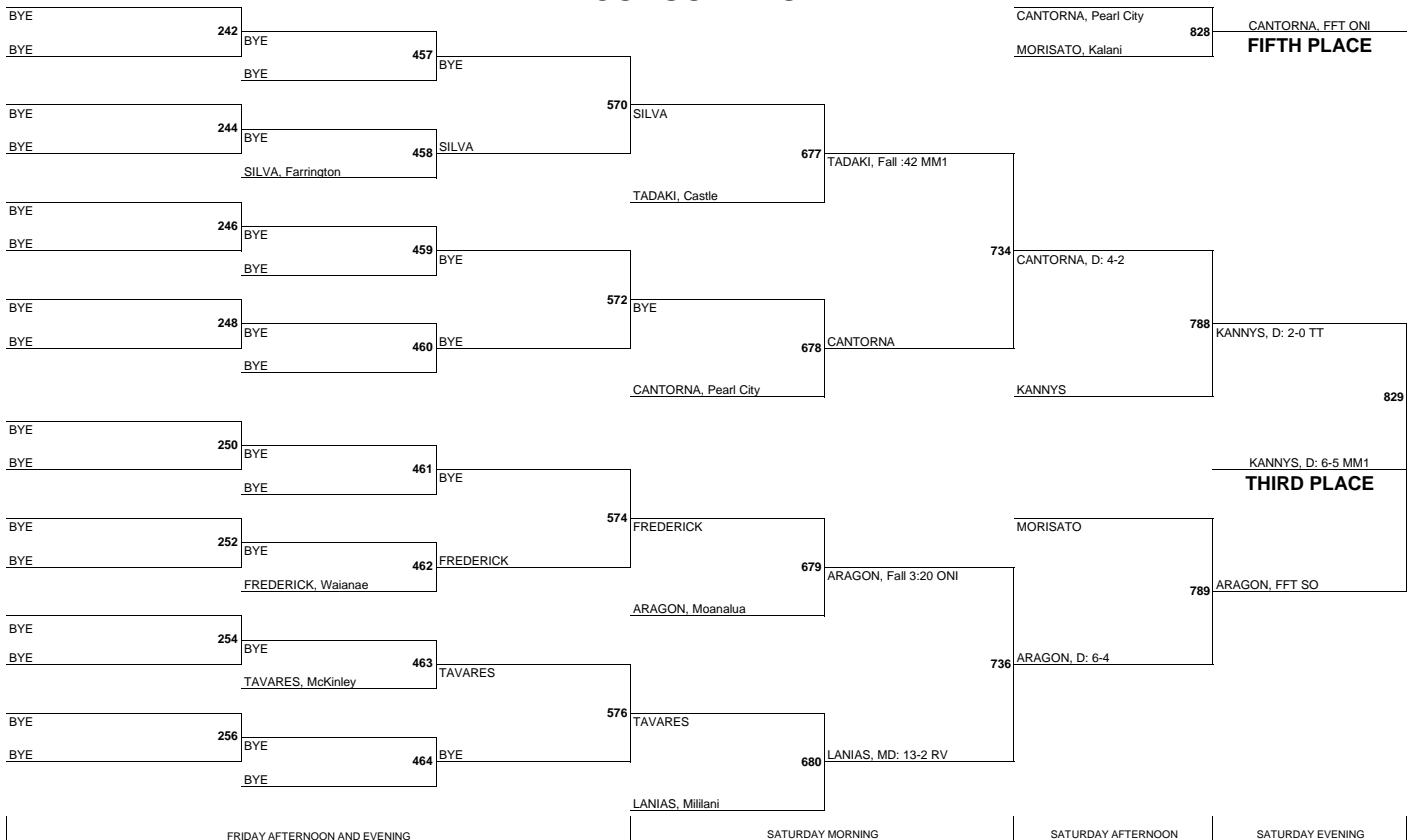 BYE
242
BYE
BYE
457
BYE
BYE
BYE
244
BYE
BYE
458
SILVA, Farrington
SILVA
570
SILVA
677
TADAKI, Castle
TADAKI, Fall :42 MM1
BYE
246
BYE
BYE
459
BYE
BYE
BYE
248
BYE
BYE
460
BYE
BYE
572
BYE
678
CANTORNA, Pearl City
CANTORNA
734
CANTORNA, D: 4-2
788
KANNYS
KANNYS, D: 2-0 TT
BYE
250
BYE
BYE
461
BYE
BYE
BYE
252
BYE
BYE
462
FREDERICK, Waianae
FREDERICK
574
FREDERICK
679
ARAGON, Moanalua
ARAGON, Fall 3:20 ONI
BYE
254
BYE
BYE
463
TAVARES, McKinley
TAVARES
BYE
256
BYE
BYE
464
BYE
BYE
576
TAVARES
680
LANIAS, Mililani
LANIAS, MD: 13-2 RV
736
ARAGON, D: 6-4
MORISATO
789
ARAGON, FFT SO
829
KANNYS, D: 6-5 MM1
THIRD PLACE
CANTORNA, Pearl City
828
MORISATO, Kalani
CANTORNA, FFT ONI
FIFTH PLACE
FRIDAY AFTERNOON AND EVENING
SATURDAY MORNING
SATURDAY AFTERNOON
SATURDAY EVENING